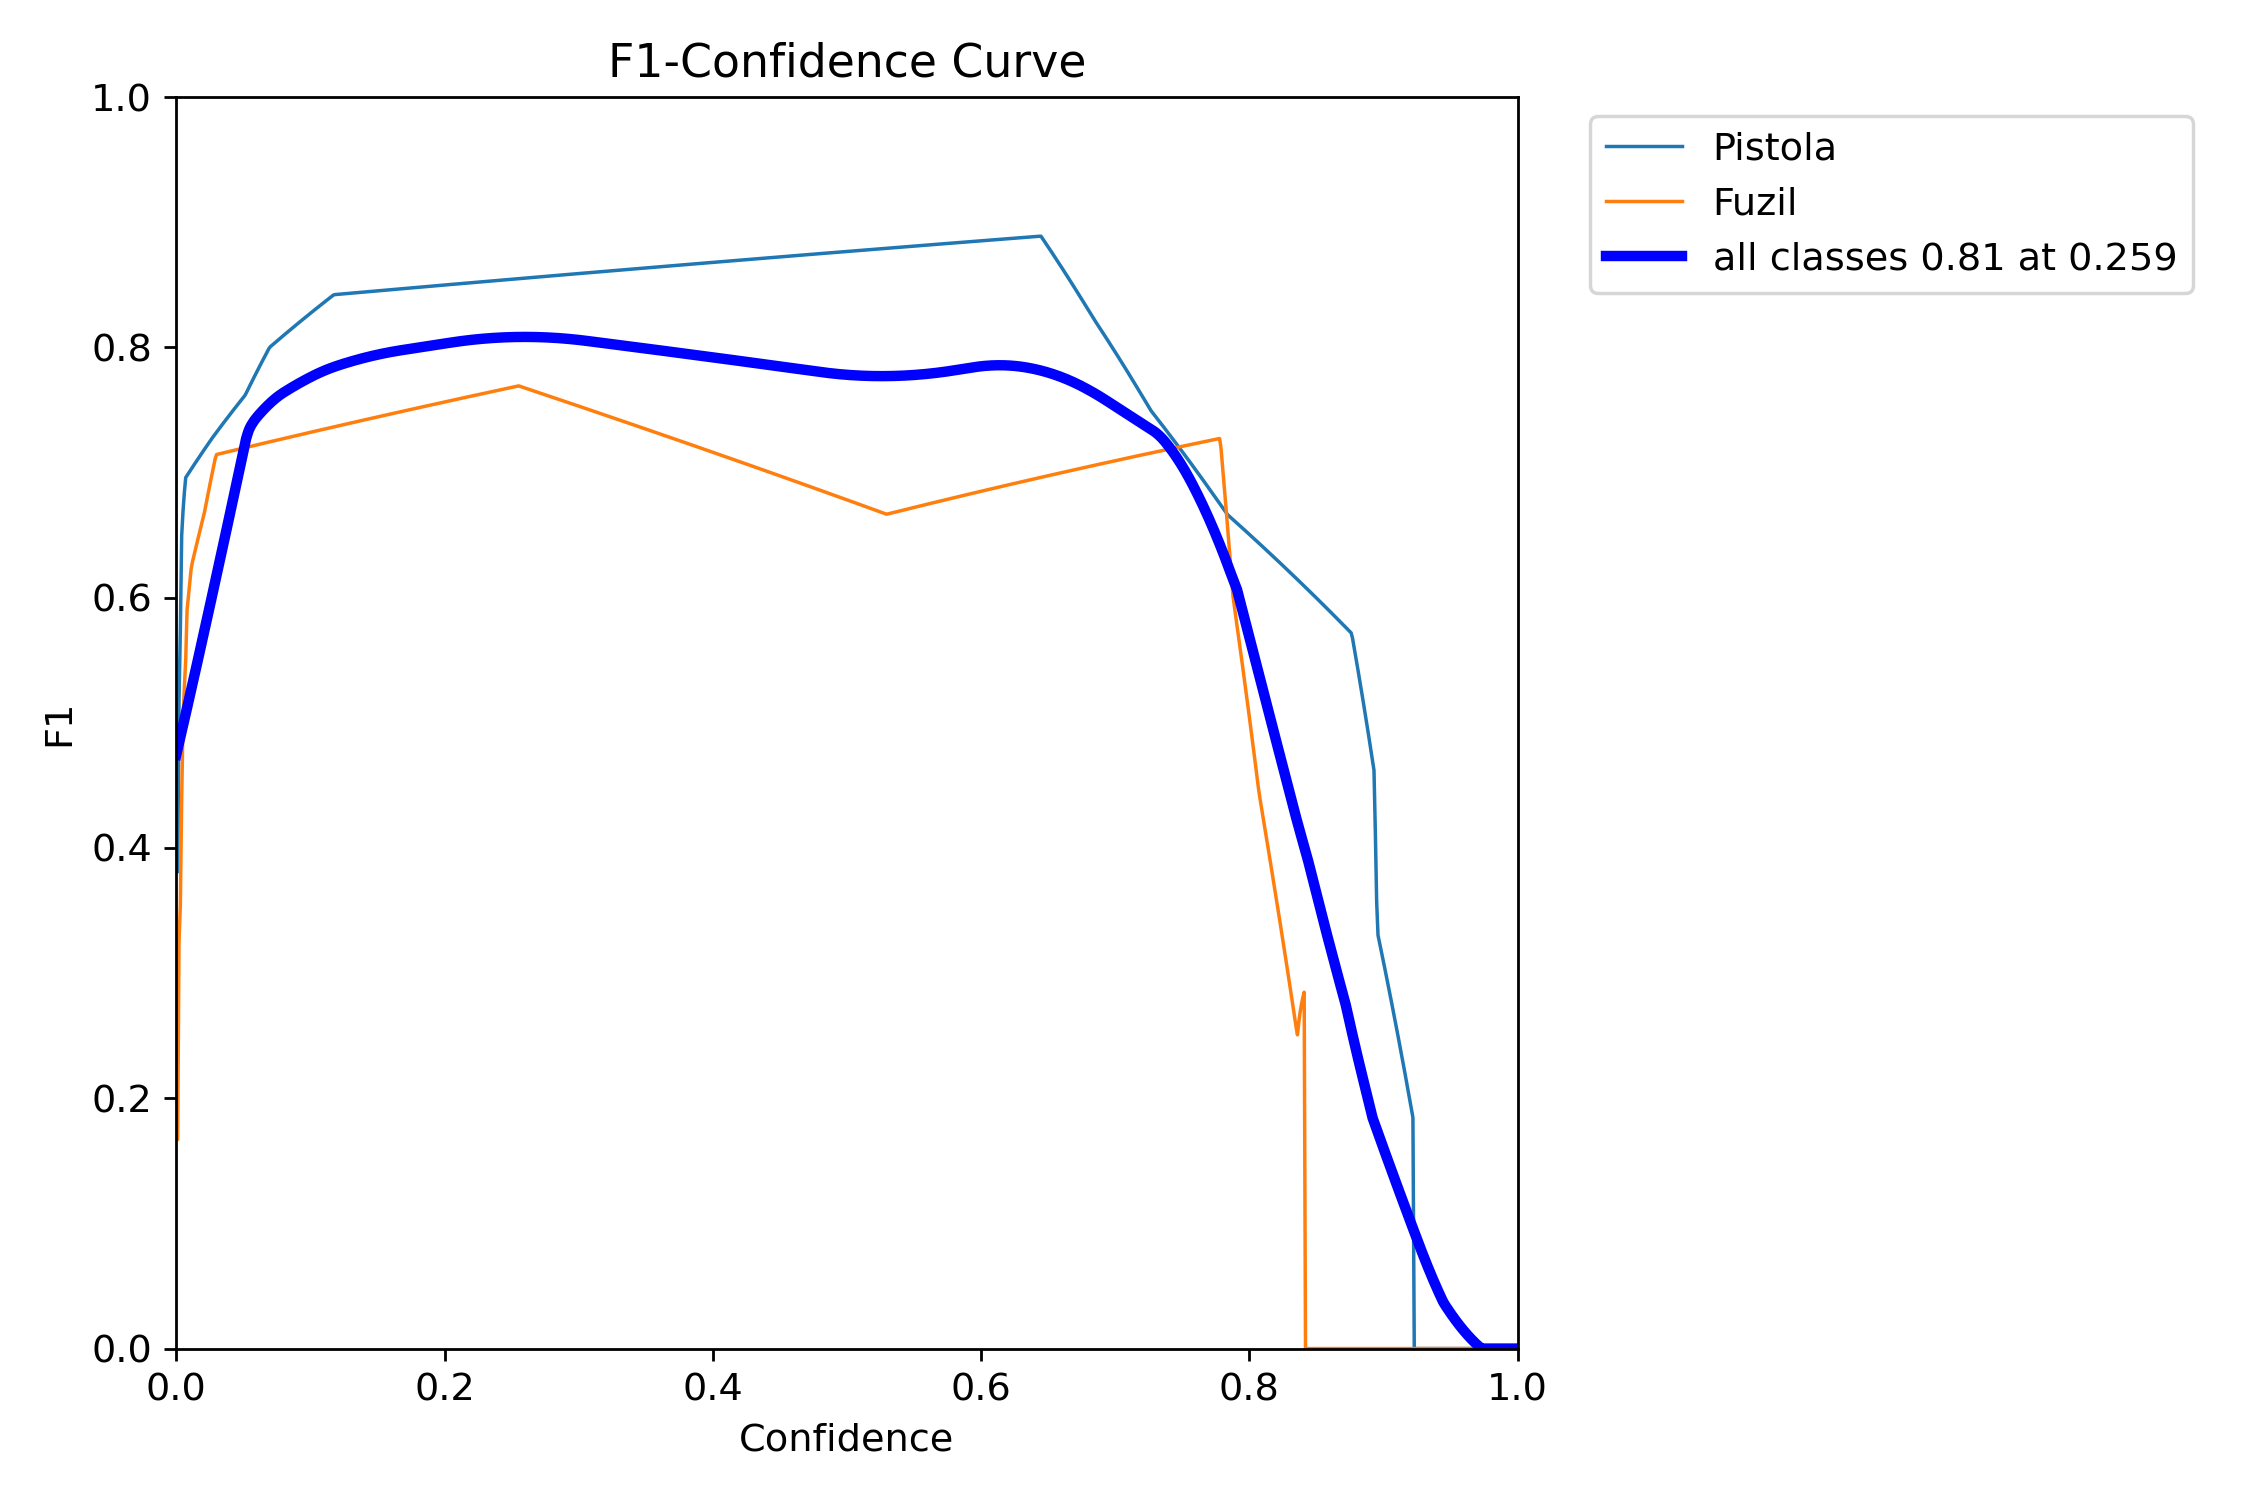 F1-Confidence Curve
1.0
0.8
0.6
0.4
0.2
0.0
F1
0.0 0.2 0.4 0.6 0.8 1.0
Confidence
Pistola
Fuzil
all classes 0.81 at 0.259